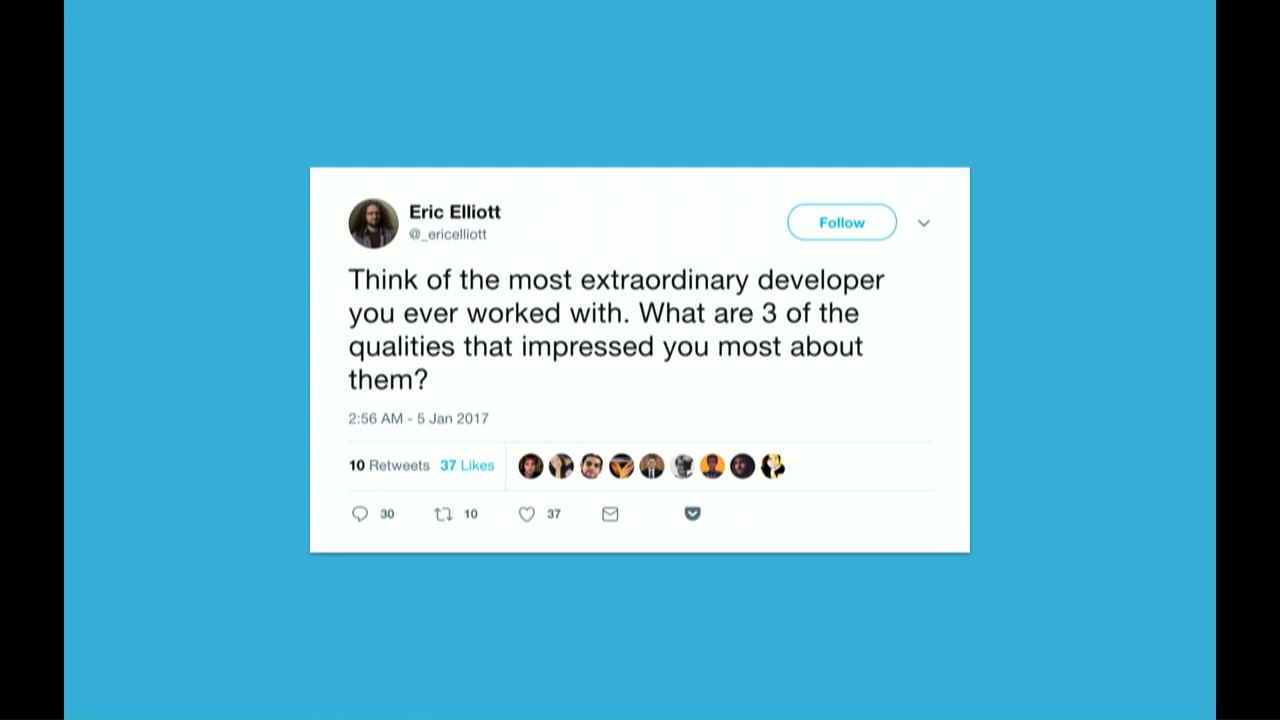 Eric Elliott
@_ericelliott
Follow
Think of the most extraordinary developer
you ever worked with. What are 3 of the
qualities that impressed you most about
them?
2:56 AM - 5 Jan 2017
10 Retweets 37 Likes
30 10 37